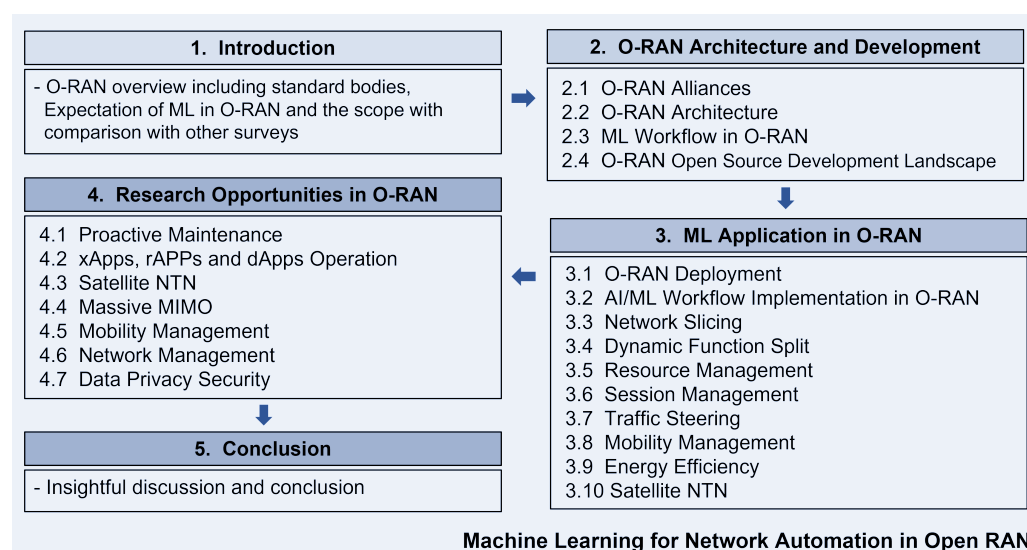 1. Introduction
- O-RAN overview including standard bodies,
Expectation of ML in O-RAN and the scope with
comparison with other surveys
2. O-RAN Architecture and Development
2.1 O-RAN Alliances
2.2 O-RAN Architecture
2.3 ML Workflow in O-RAN
2.4 O-RAN Open Source Development Landscape
3. ML Application in O-RAN
3.1 O-RAN Deployment
3.2 AI/ML Workflow Implementation in O-RAN
3.3 Network Slicing
3.4 Dynamic Function Split
3.5 Resource Management
3.6 Session Management
3.7 Traffic Steering
3.8 Mobility Management
3.9 Energy Efficiency
3.10 Satellite NTN
4. Research Opportunities in O-RAN
4.1 Proactive Maintenance
4.2 xApps, rAPPs and dApps Operation
4.3 Satellite NTN
4.4 Massive MIMO
4.5 Mobility Management
4.6 Network Management
4.7 Data Privacy Security
5. Conclusion
- Insightful discussion and conclusion
Machine Learning for Network Automation in Open RAN